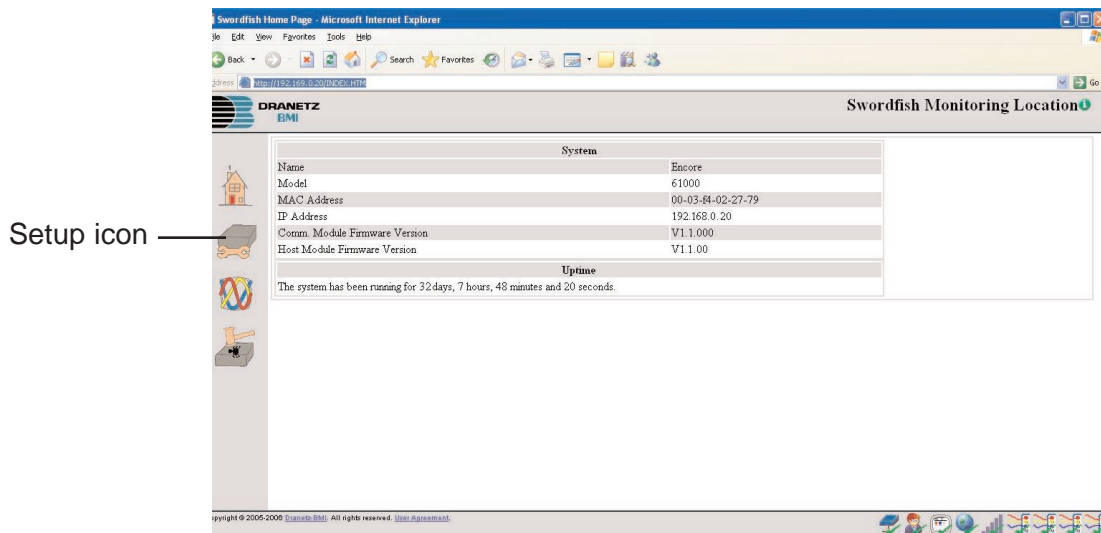 Swordfish Home Page - Microsoft Internet Explorer
Edit View Favorites Tools Help
Back Search Favorites
http://192.169.0.20/INDEX.HTM Go
DRANETZ
BMI
Swordfish Monitoring Location
System
Name Encore
Model 61000
MAC Address 00-03-f4-02-27-79
IP Address 192.168.0.20
Comm. Module Firmware Version V1.1.000
Host Module Firmware Version V1.1.00
Uptime
The system has been running for 32days, 7 hours, 48 minutes and 20 seconds.
Setup icon
opyright © 2005-2008 Dranetz-BMI. All rights reserved. User Agreement.